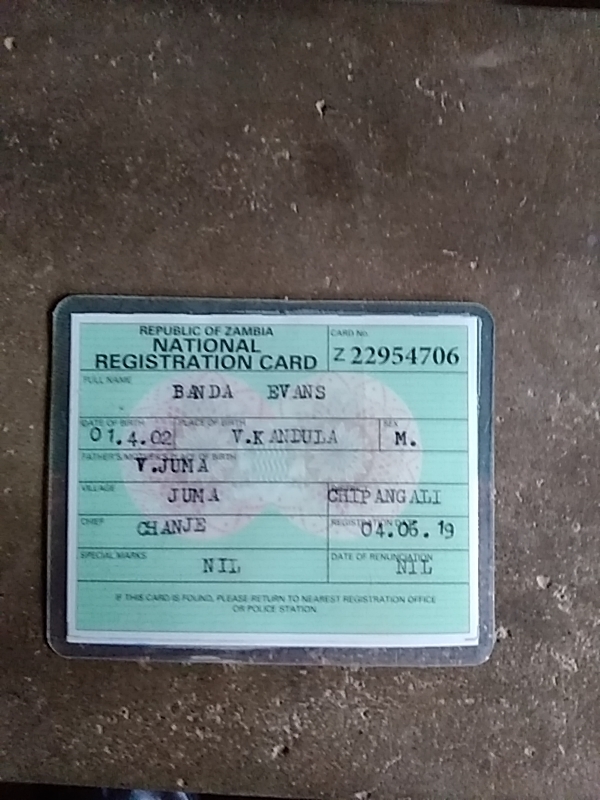 REPUBLIC OF ZAMBIA
NATIONAL
REGISTRATION CARD
CARD No.
Z 22954706
FULL NAME
BANDA EVANS
DATE OF BIRTH PLACE OF BIRTH SEX
01.4.02 V.KANDULA M.
FATHER'S/MOTHER'S PLACE OF BIRTH
V.JUMA
VILLAGE
JUMA CHIPANGALI
CHIEF REGISTRATION
CHANJE 04.06.19
SPECIAL MARKS DATE OF RENUNCIATION
NIL NIL
IF THIS CARD IS FOUND, PLEASE RETURN TO NEAREST REGISTRATION OFFICE
OR POLICE STATION